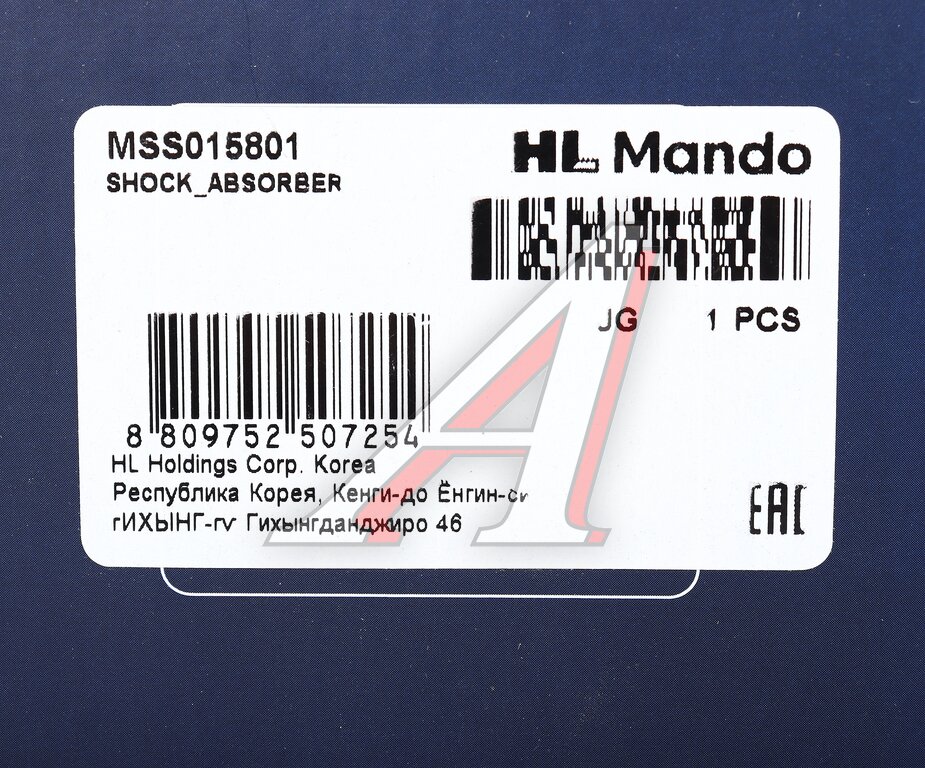 MSS015801
SHOCK_ABSORBER
HL Mando
JG 1 PCS
8 809752 507254
HL Holdings Corp. Korea
Республика Корея, Кенги-до Ёнгин-си
гИХЫНГ-гу Гихынгданджиро 46
EAC